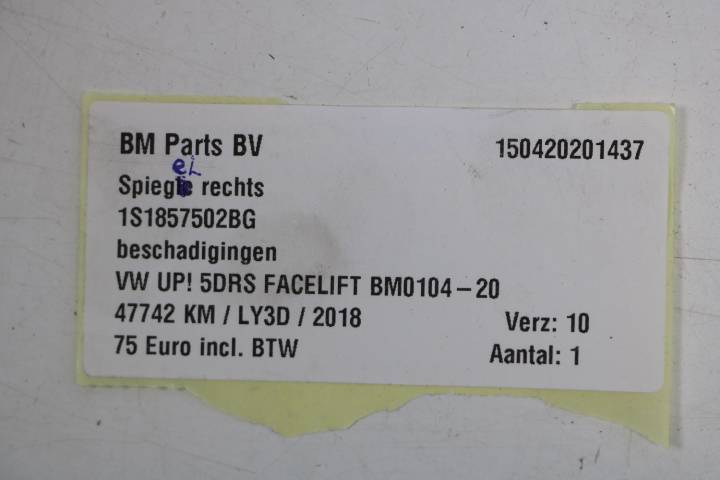 BM Parts BV 150420201437
Spiegel rechts
1S1857502BG
beschadigingen
VW UP! 5DRS FACELIFT BM0104-20
47742 KM / LY3D / 2018 Verz: 10
75 Euro incl. BTW Aantal: 1